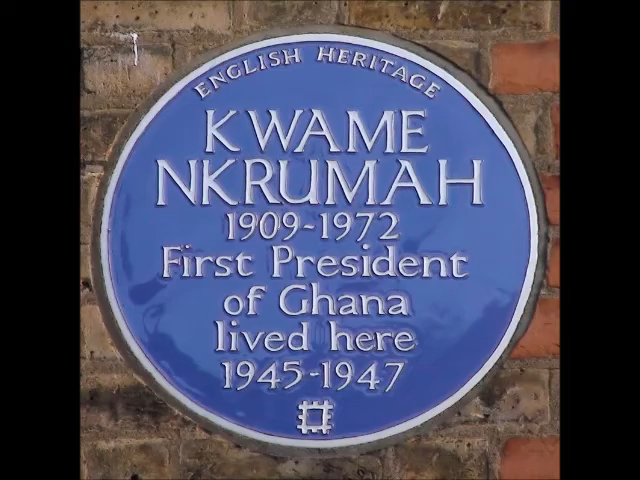 ENGLISH HERITAGE
KWAME
NKRUMAH
1909-1972
First President
of Ghana
lived here
1945-1947